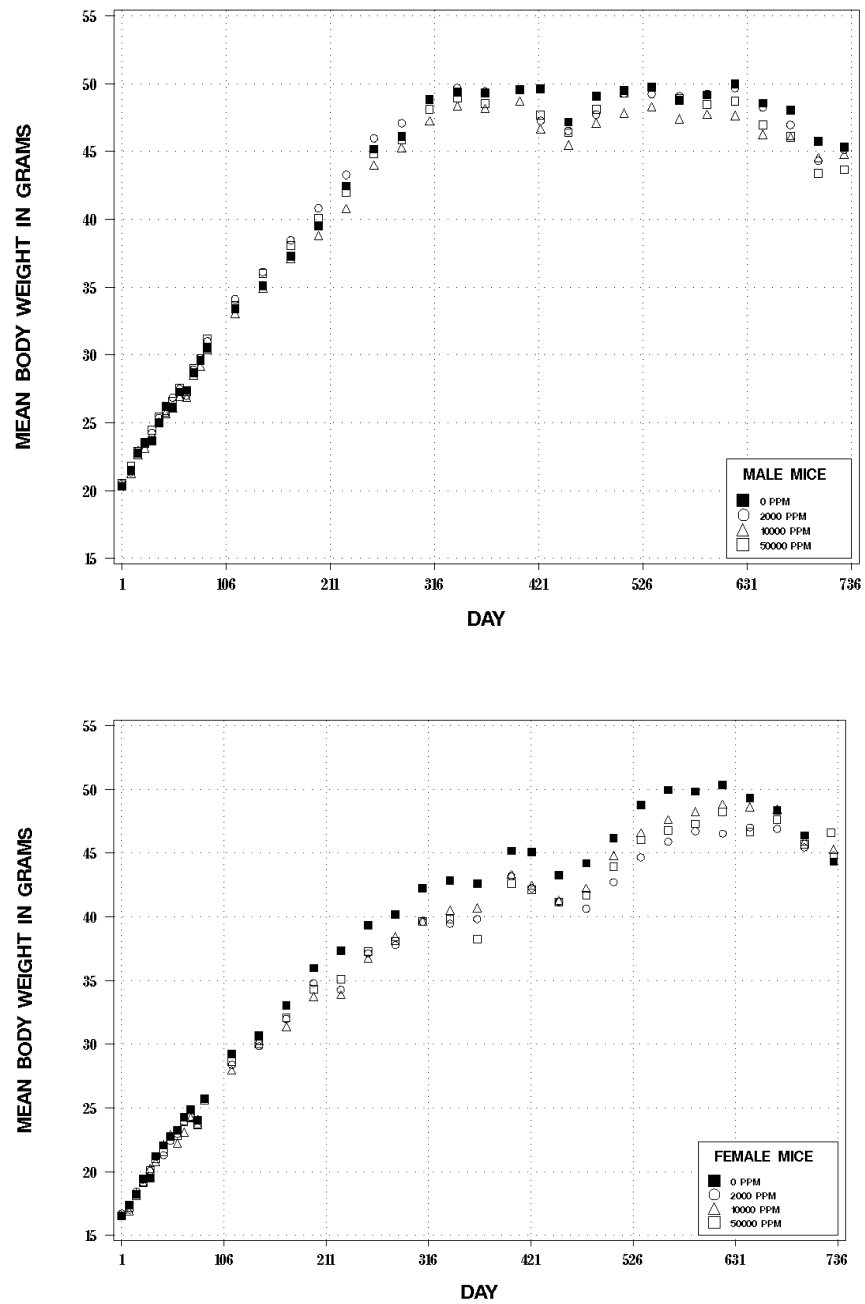 55
50
45
40
35
30
25
20
15
MEAN BODY WEIGHT IN GRAMS
MALE MICE
0 PPM
2000 PPM
10000 PPM
50000 PPM
1 106 211 316 421 526 631 736
DAY
55
50
45
40
35
30
25
20
15
MEAN BODY WEIGHT IN GRAMS
FEMALE MICE
0 PPM
2000 PPM
10000 PPM
50000 PPM
1 106 211 316 421 526 631 736
DAY